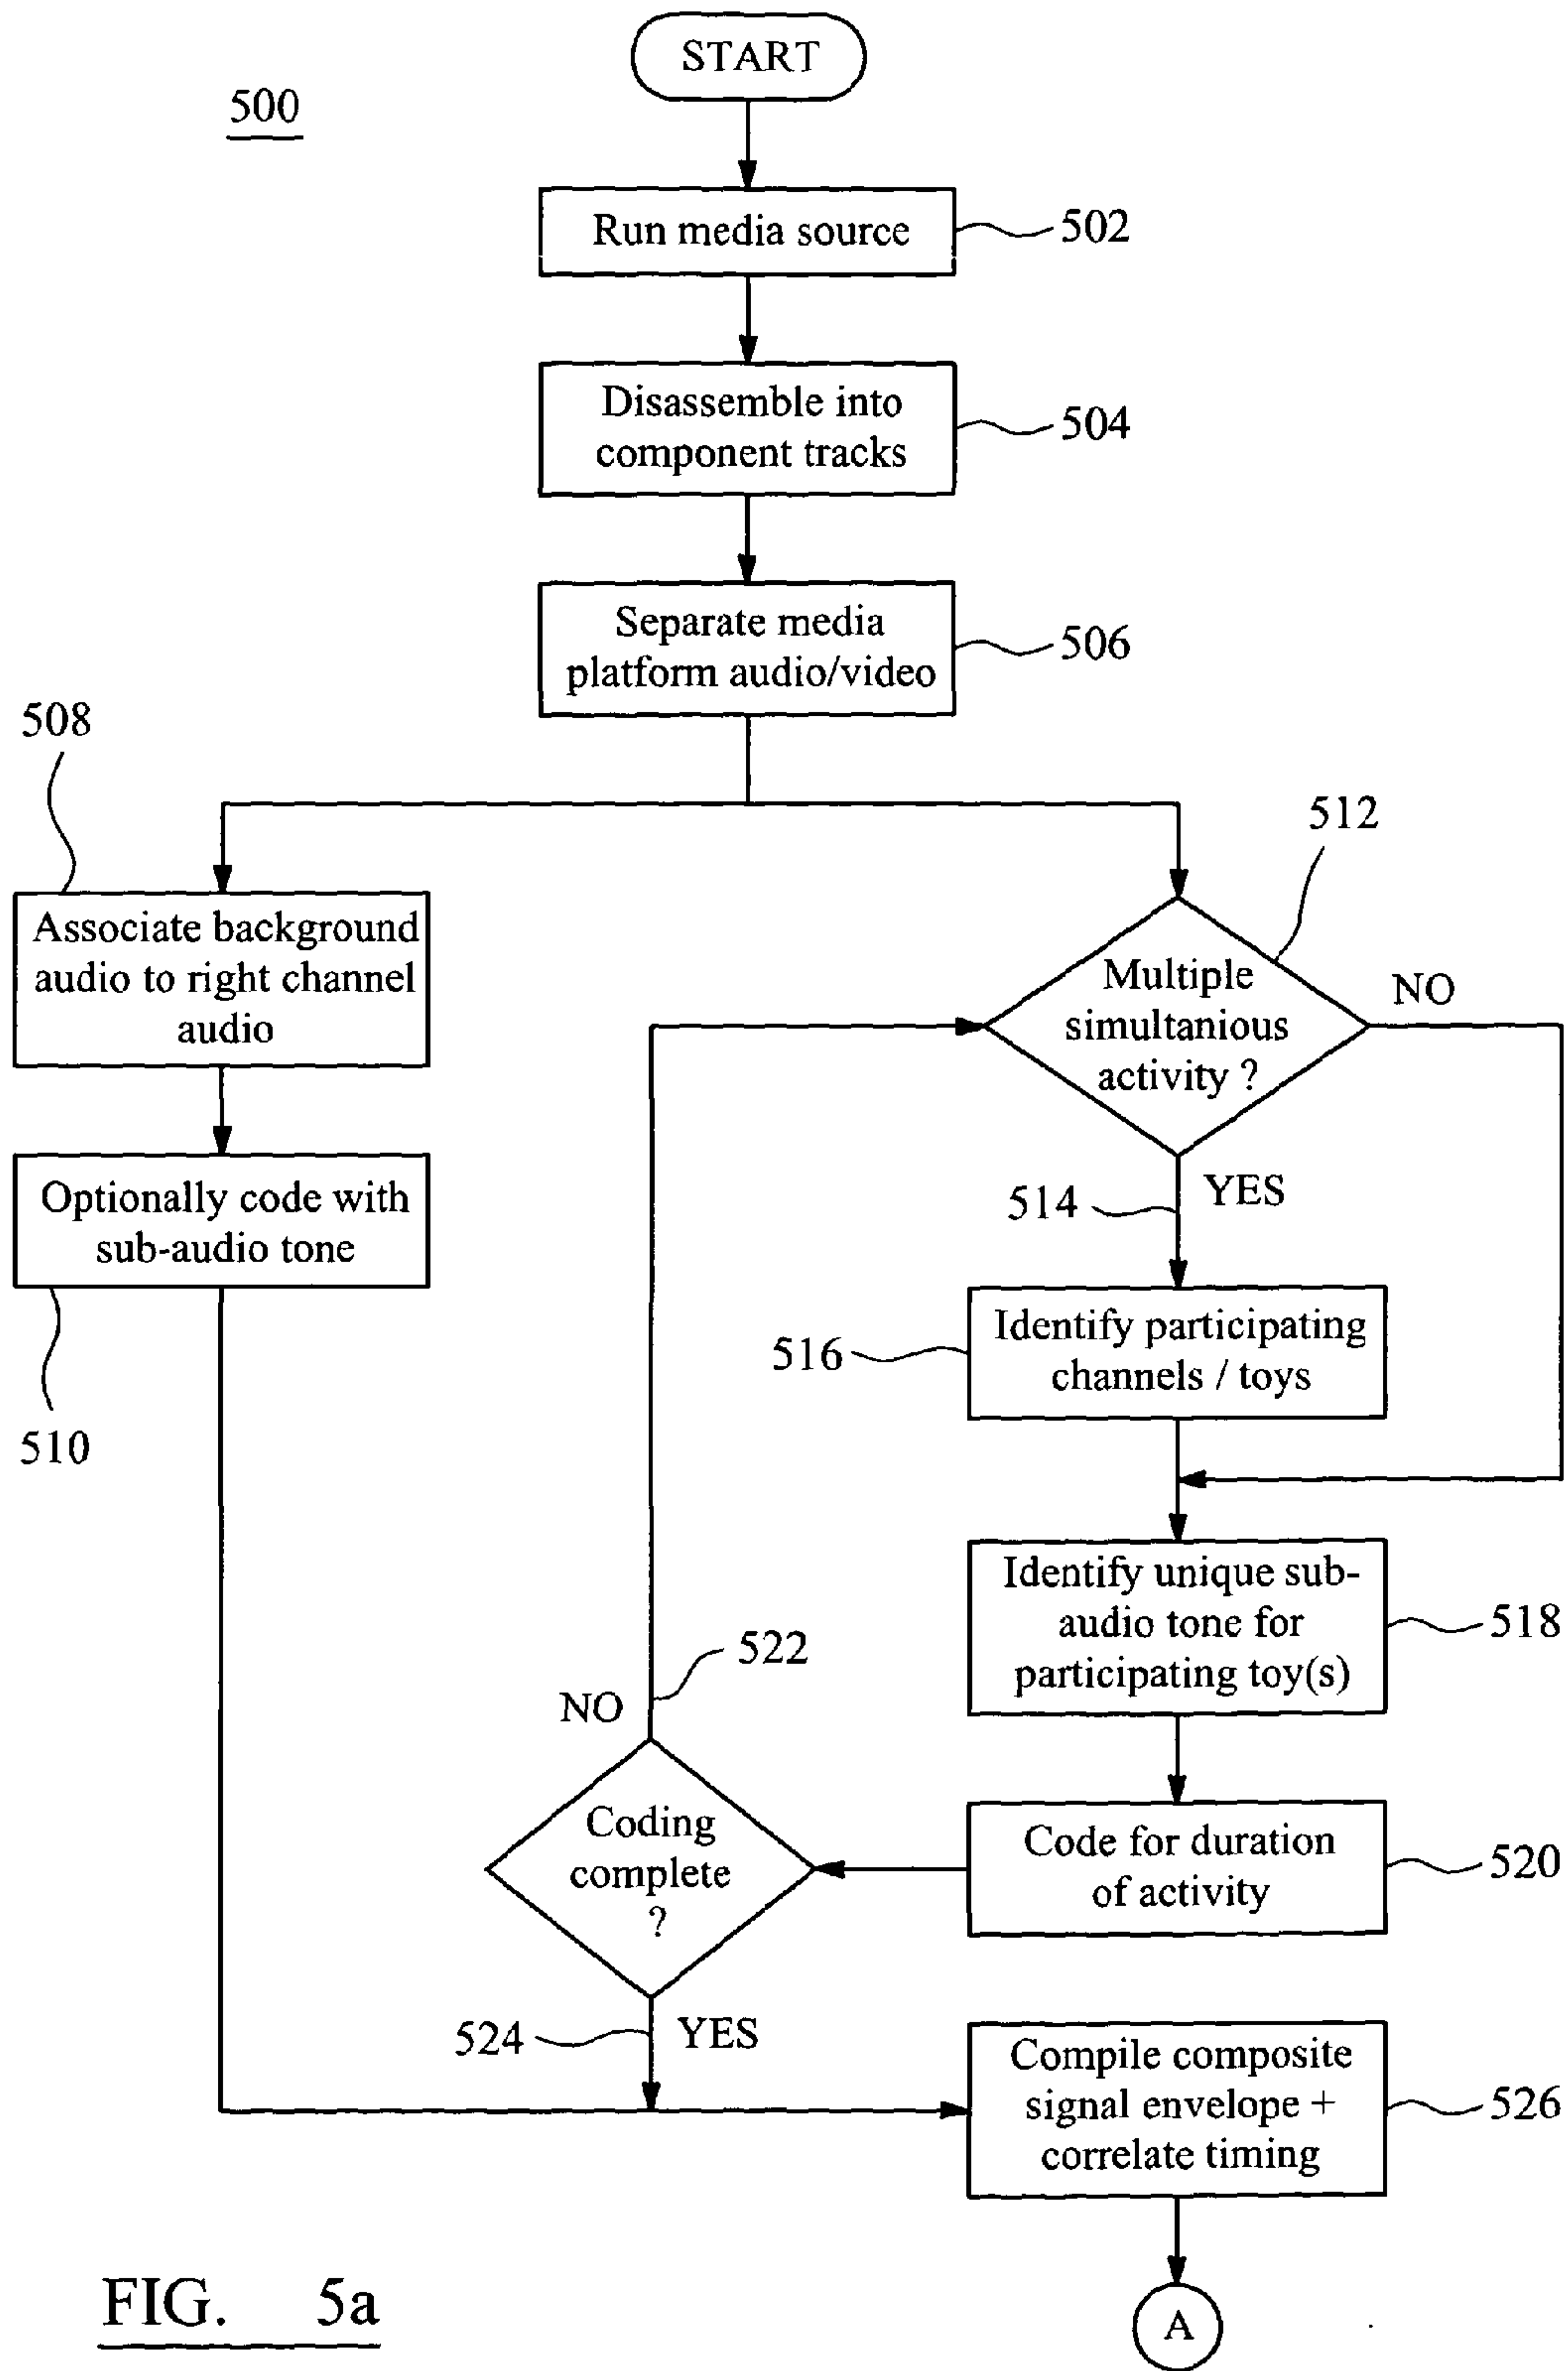 START
500
Run media source
502
Disassemble into
component tracks
504
Separate media
platform audio/video
506
508
Associate background
audio to right channel
audio
512
Multiple
simultanious
activity ?
NO
Optionally code with
sub-audio tone
510
514
YES
516
Identify participating
channels / toys
Identify unique sub-
audio tone for
participating toy(s)
518
522
NO
Coding
complete
?
Code for duration
of activity
520
524
YES
Compile composite
signal envelope +
correlate timing
526
A
FIG. 5a